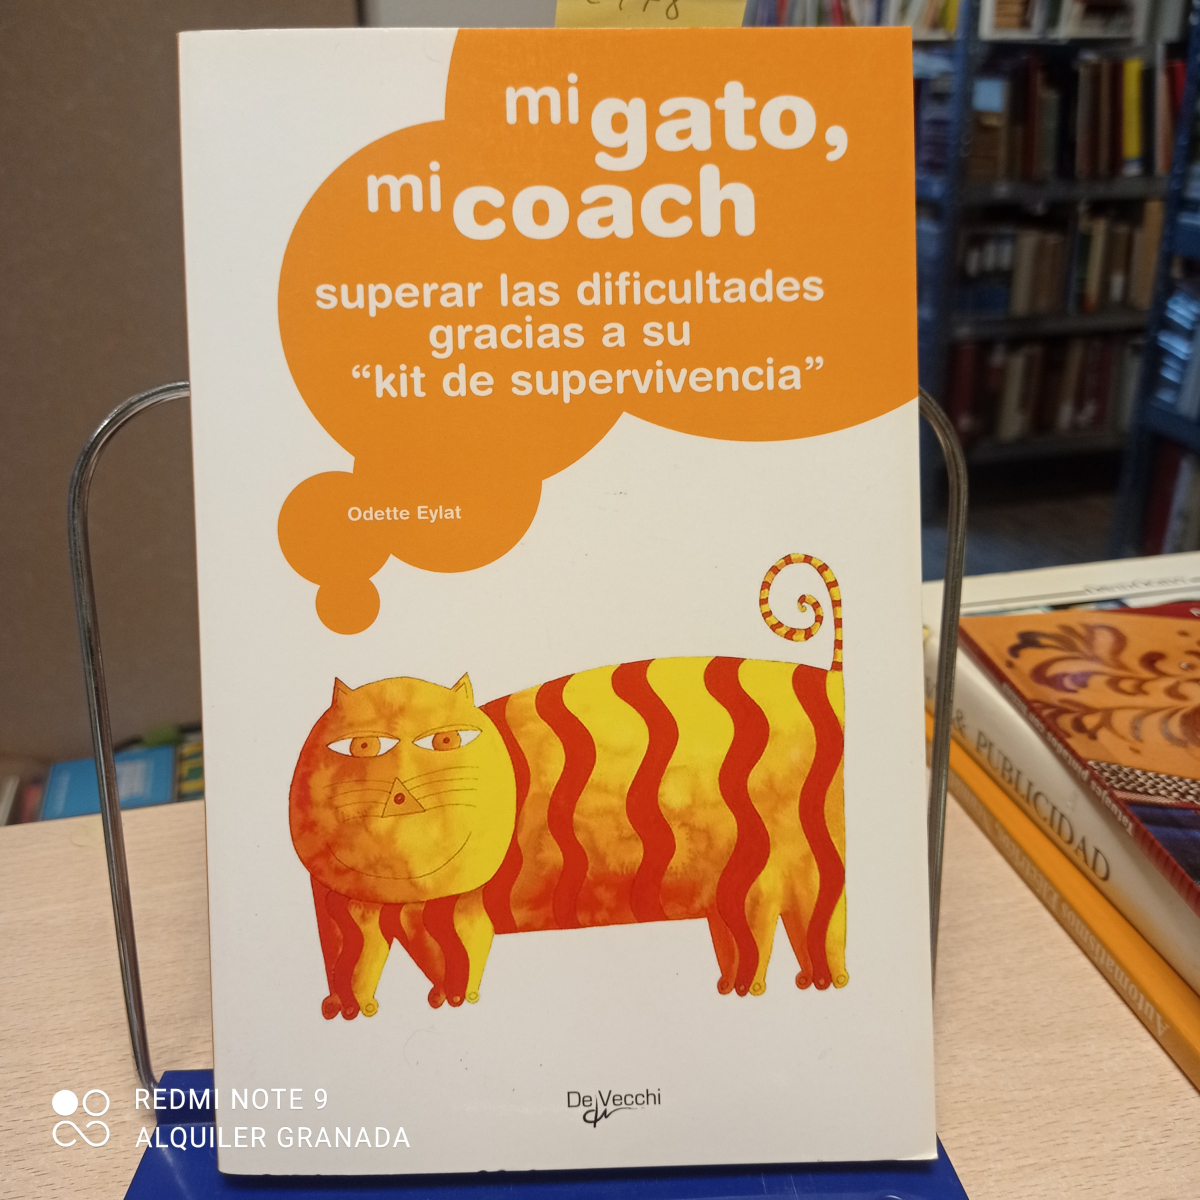 mi gato,
mi coach
superar las dificultades
gracias a su
“kit de supervivencia”
Odette Eylat
De Vecchi
& PUBLICIDAD
REDMI NOTE 9
ALQUILER GRANADA